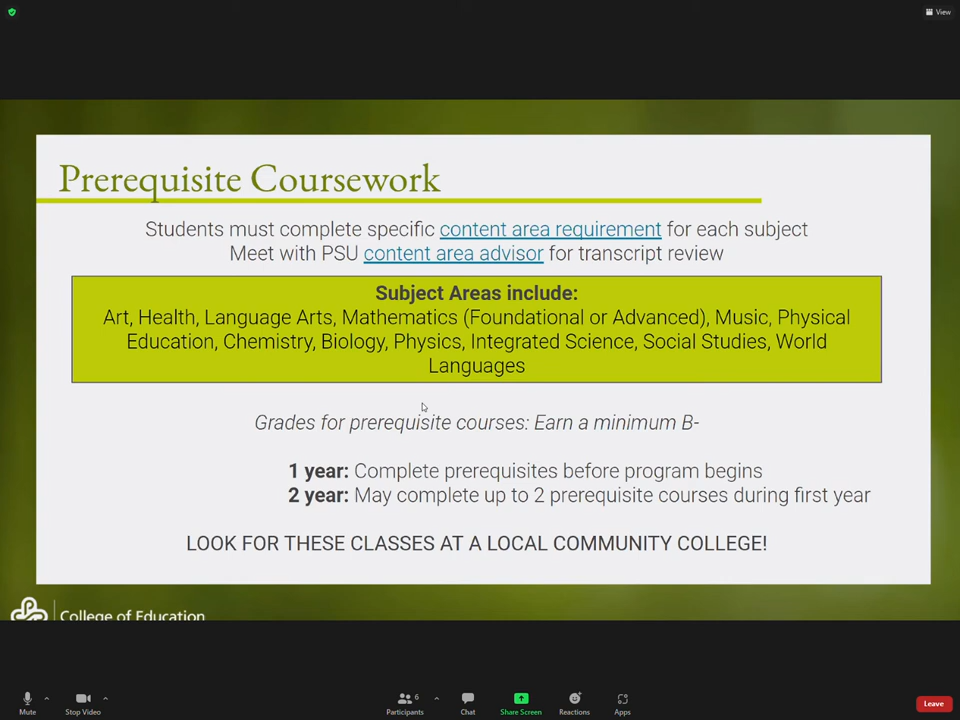 View
Prerequisite Coursework
Students must complete specific content area requirement for each subject
Meet with PSU content area advisor for transcript review
Subject Areas include:
Art, Health, Language Arts, Mathematics (Foundational or Advanced), Music, Physical
Education, Chemistry, Biology, Physics, Integrated Science, Social Studies, World
Languages
Grades for prerequisite courses: Earn a minimum B-
1 year: Complete prerequisites before program begins
2 year: May complete up to 2 prerequisite courses during first year
LOOK FOR THESE CLASSES AT A LOCAL COMMUNITY COLLEGE!
College of Education
Mute
Stop Video
Participants
6
Chat
Share Screen
Reactions
Apps
Leave